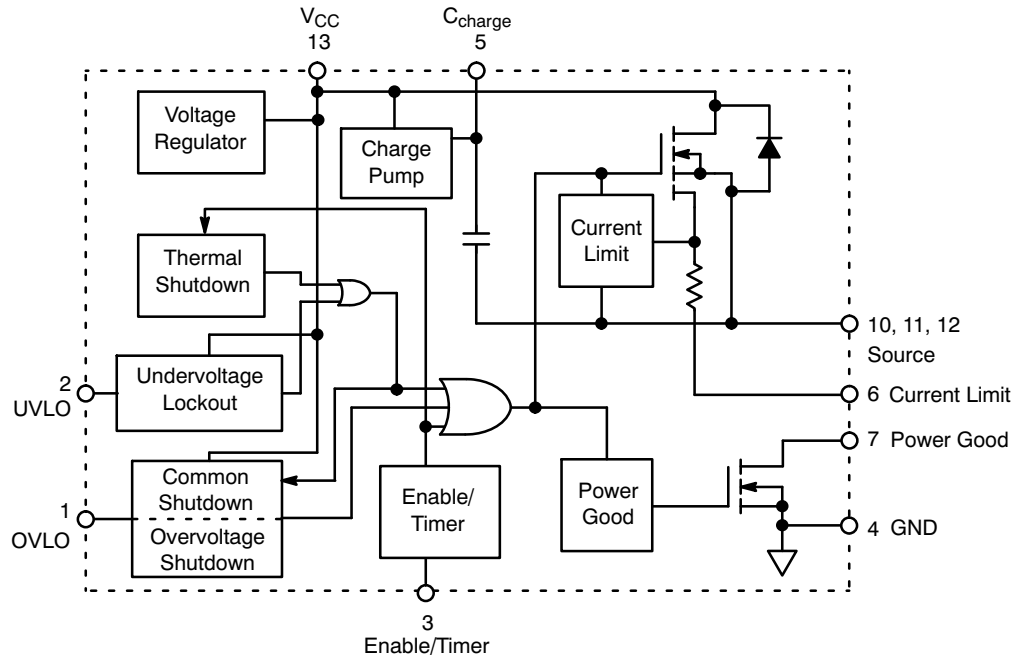 VCC
13
Ccharge
5
Voltage
Regulator
Charge
Pump
Current
Limit
Thermal
Shutdown
10, 11, 12
Source
2
UVLO
Undervoltage
Lockout
6 Current Limit
7 Power Good
1
OVLO
Common
Shutdown
Overvoltage
Shutdown
Enable/
Timer
Power
Good
4 GND
3
Enable/Timer